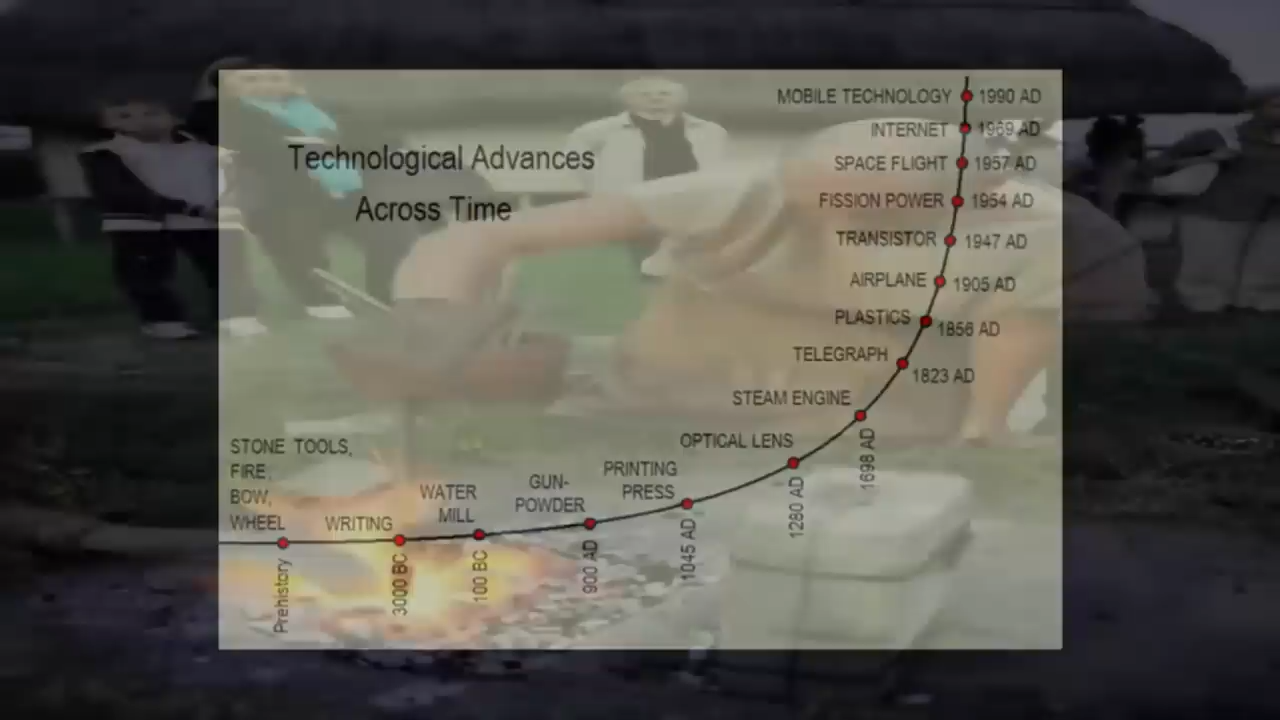 Technological Advances
Across Time
MOBILE TECHNOLOGY 1990 AD
INTERNET 1969 AD
SPACE FLIGHT 1957 AD
FISSION POWER 1954 AD
TRANSISTOR 1947 AD
AIRPLANE 1905 AD
PLASTICS 1856 AD
TELEGRAPH 1823 AD
STEAM ENGINE 1698 AD
OPTICAL LENS 1280 AD
PRINTING
PRESS 1045 AD
GUN-
POWDER 900 AD
WATER
MILL 100 BC
WRITING 3000 BC
STONE TOOLS,
FIRE,
BOW,
WHEEL
Prehistory